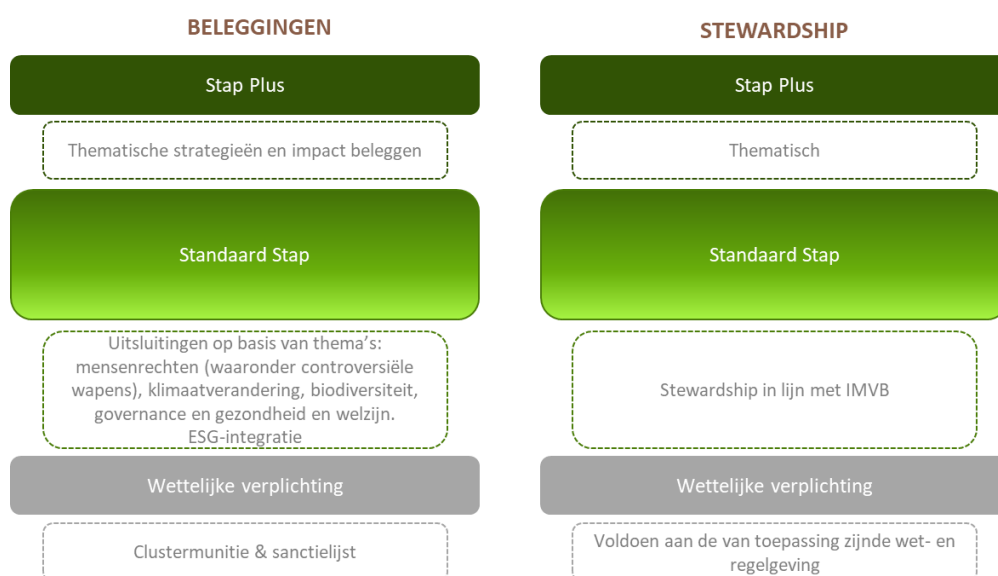 BELEGGINGEN
Stap Plus
Thematische strategieën en impact beleggen
Standaard Stap
Uitsluitingen op basis van thema's:
mensenrechten (waaronder controversiële
wapens), klimaatverandering, biodiversiteit,
governance en gezondheid en welzijn.
ESG-integratie
Wettelijke verplichting
Clustermunitie & sanctielijst
STEWARDSHIP
Stap Plus
Thematisch
Standaard Stap
Stewardship in lijn met IMVB
Wettelijke verplichting
Voldoen aan de van toepassing zijnde wet- en
regelgeving